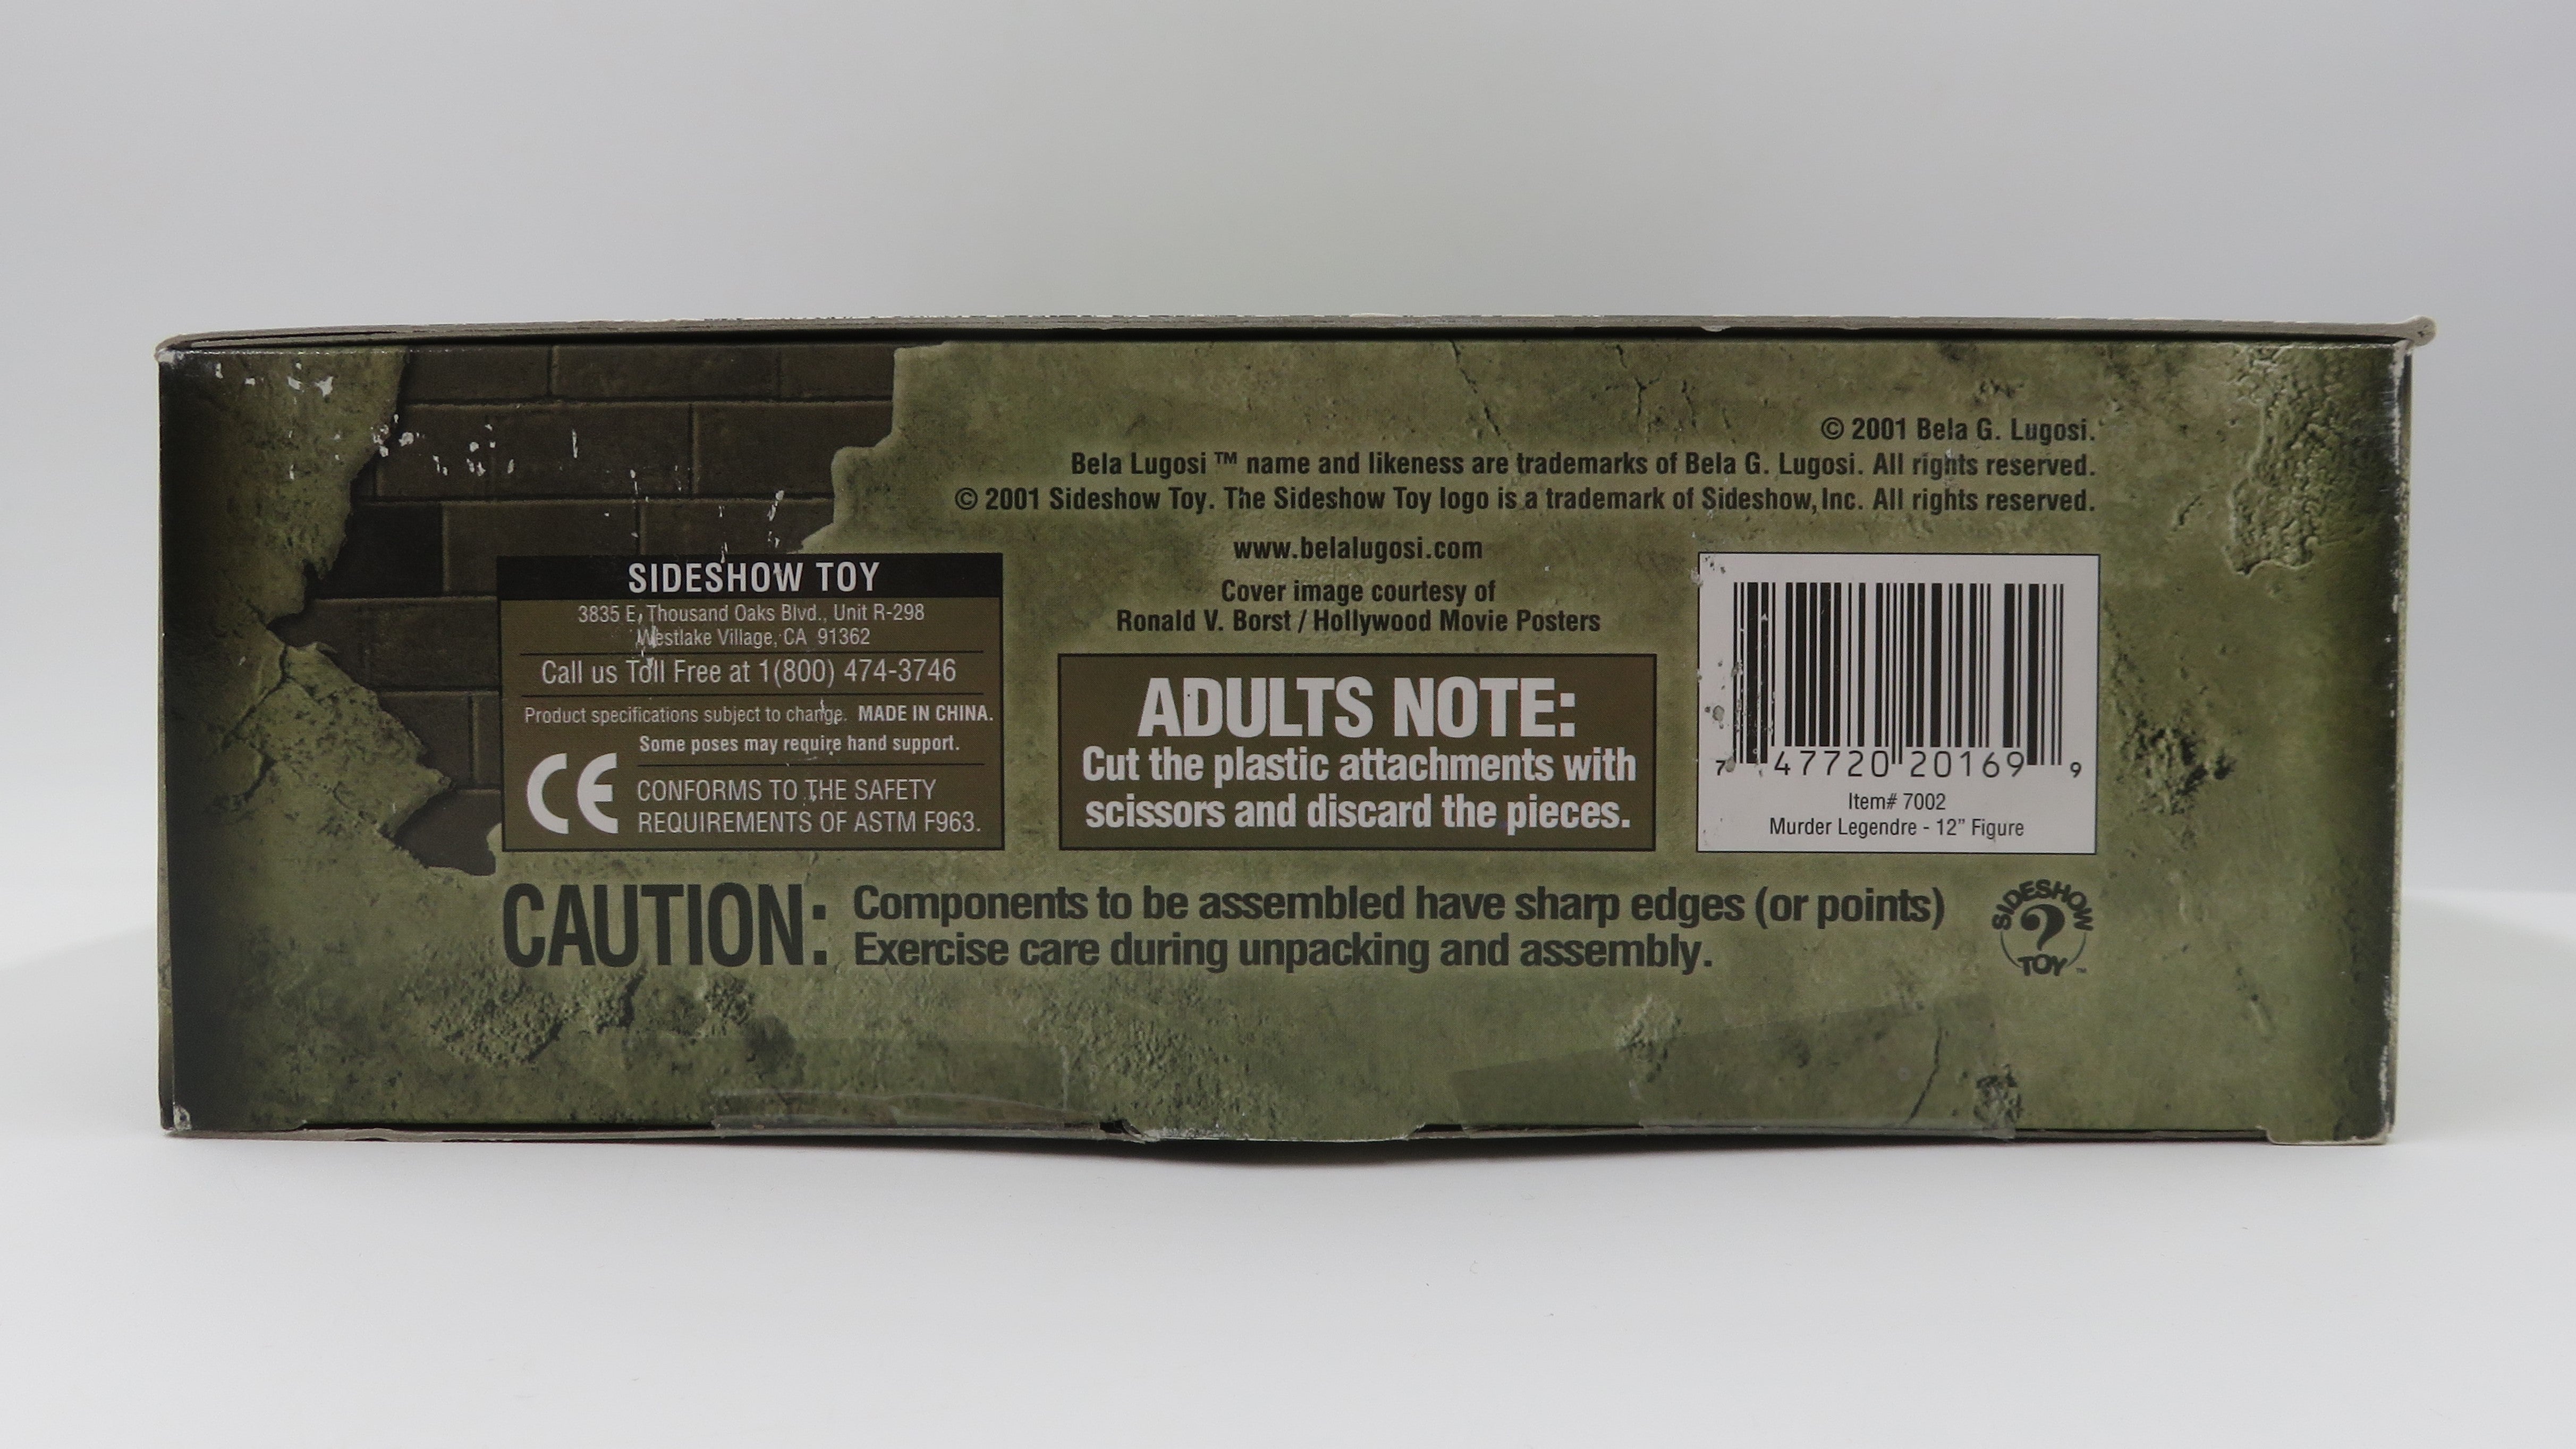 © 2001 Bela G. Lugosi.
Bela Lugosi ™ name and likeness are trademarks of Bela G. Lugosi. All rights reserved.
© 2001 Sideshow Toy. The Sideshow Toy logo is a trademark of Sideshow, Inc. All rights reserved.
SIDESHOW TOY
3835 E. Thousand Oaks Blvd., Unit R-298
Westlake Village, CA 91362
Call us Toll Free at 1(800) 474-3746
Product specifications subject to change. MADE IN CHINA.
Some poses may require hand support.
CE
CONFORMS TO THE SAFETY
REQUIREMENTS OF ASTM F963.
www.belalugosi.com
Cover image courtesy of
Ronald V. Borst / Hollywood Movie Posters
ADULTS NOTE:
Cut the plastic attachments with
scissors and discard the pieces.
7 47720 20169 9
Item# 7002
Murder Legendre - 12" Figure
CAUTION: Components to be assembled have sharp edges (or points)
Exercise care during unpacking and assembly.
SIDESHOW
?
TOY ™